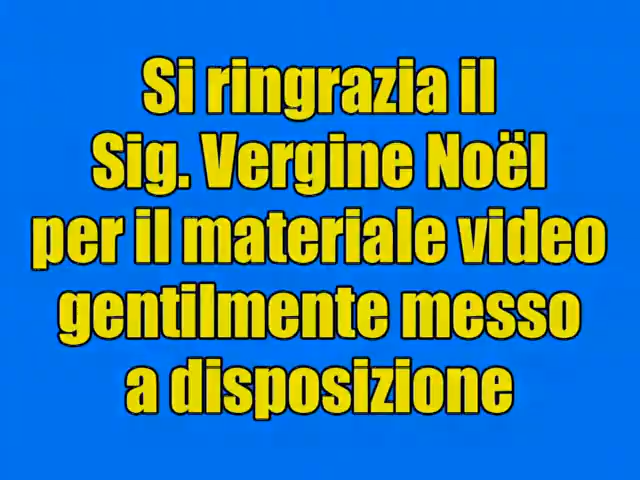 Si ringrazia il
Sig. Vergine Noël
per il materiale video
gentilmente messo
a disposizione